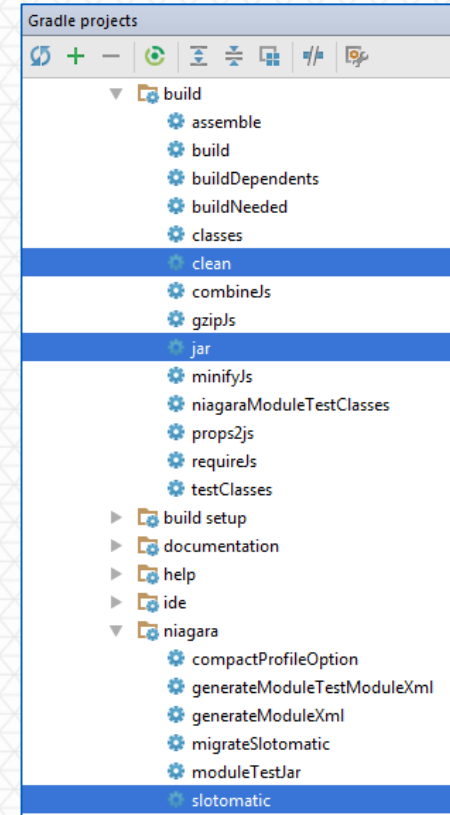 Gradle projects
build
assemble
build
buildDependents
buildNeeded
classes
clean
combineJs
gzipJs
jar
minifyJs
niagaraModuleTestClasses
props2js
requireJs
testClasses
build setup
documentation
help
ide
niagara
compactProfileOption
generateModuleTestModuleXml
generateModuleXml
migrateSlotomatic
moduleTestJar
slotomatic